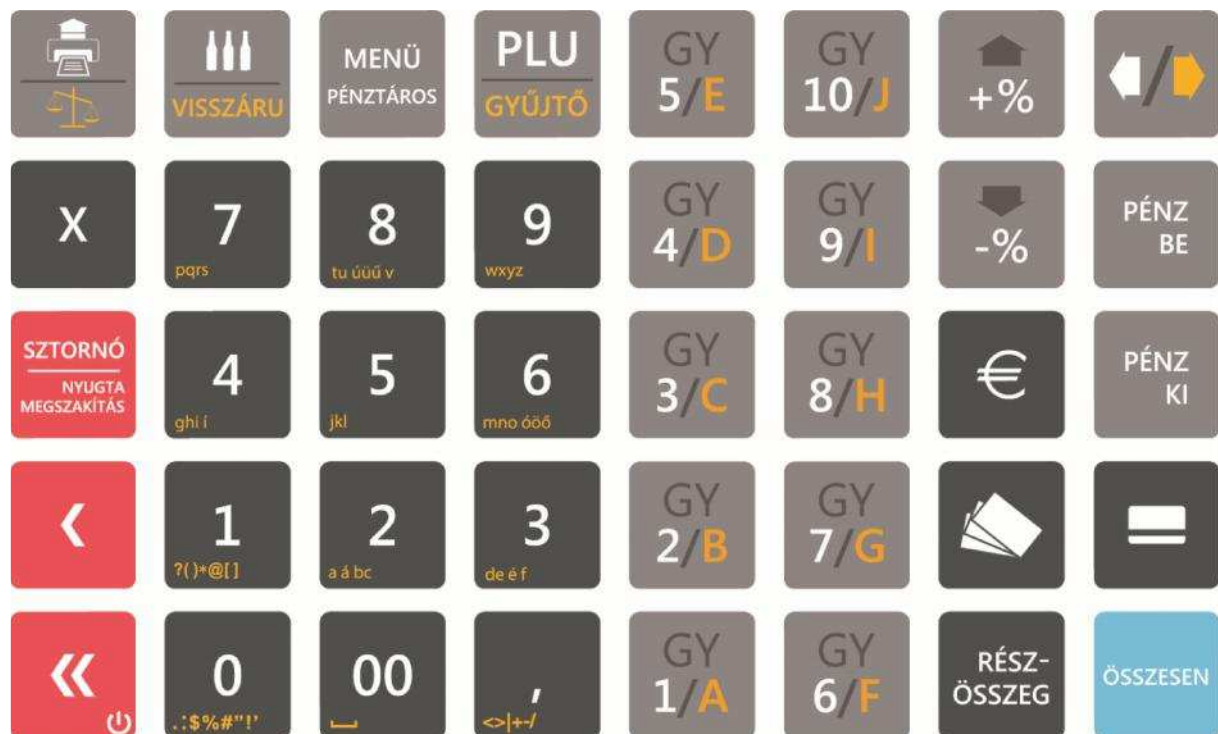 VISSZÁRU
MENÜ
PÉNZTÁROS
PLU
GYŰJTŐ
GY
5/E
GY
10/J
+%
/
X
7
pqrs
8
tu úüű v
9
wxyz
GY
4/D
GY
9/I
-%
PÉNZ
BE
SZTORNÓ
NYUGTA
MEGSZAKÍTÁS
4
ghi í
5
jkl
6
mno óöő
GY
3/C
GY
8/H
€
PÉNZ
KI
<
1
?()*@[]
2
a á bc
3
de é f
GY
2/B
GY
7/G
«
0
.:$%#"!'
00
,
<>|+-/
GY
1/A
GY
6/F
RÉSZ-
ÖSSZEG
ÖSSZESEN